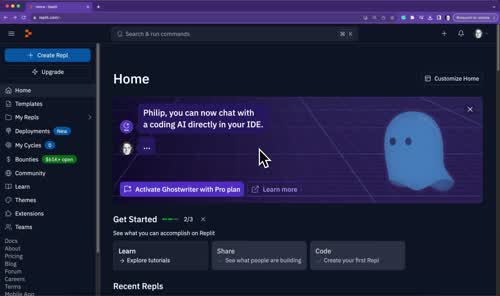 Home - Replit
replit.com/~
Search & run commands
⌘ K
+ Create Repl
Upgrade
Home
Templates
My Repls
Deployments New
My Cycles 0
Bounties $61K+ open
Community
Learn
Themes
Extensions
Teams
Docs
About
Pricing
Blog
Forum
Careers
Terms
Mobile App
Home
Customize Home
Philip, you can now chat with
a coding AI directly in your IDE.
...
Activate Ghostwriter with Pro plan
Learn more
Get Started 2/3
See what you can accomplish on Replit
Learn
→ Explore tutorials
Share
See what people are building
Code
Create your first Repl
Recent Repls